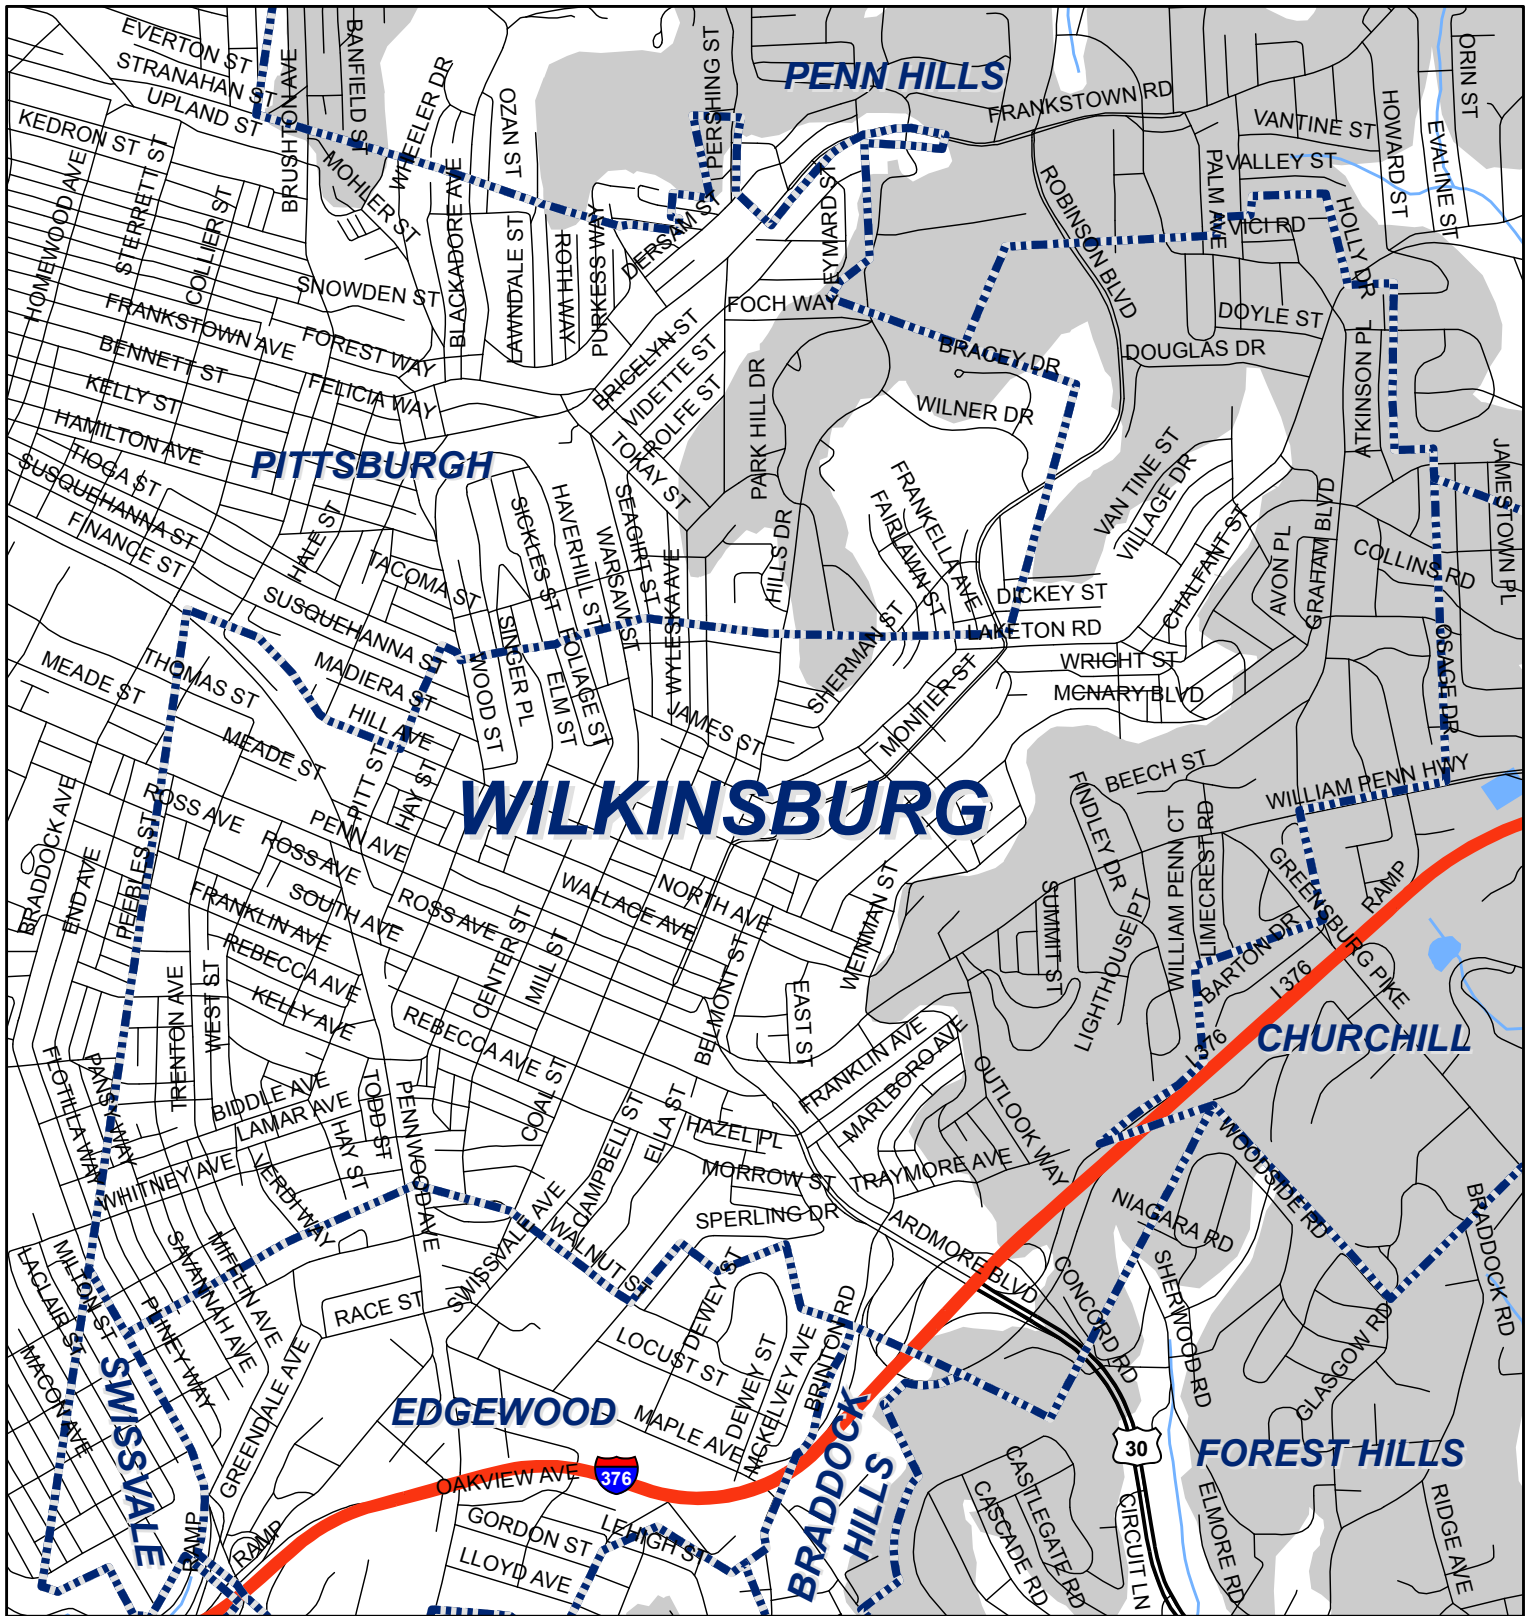 EVERTON ST
STRANAHAN ST
UPLAND ST
KEDRON ST
BRUSHTON AVE
BANFIELD ST
WHEELER DR
MOHLER ST
OZAN ST
BLACKADORE AVE
PERSHING ST
PENN HILLS
FRANKSTOWN RD
VANTINE ST
HOWARD ST
ORIN ST
EVALINE ST
VALLEY ST
PALM AVE
VICI RD
HOLLY DR
ROBINSON BLVD
HOMEWOOD AVE
STERRETT ST
COLLIER ST
SNOWDEN ST
LAWNDALE ST
ROTH WAY
PURKESS WAY
DERSAM ST
EYMARD ST
FOCH WAY
FRANKSTOWN AVE
FOREST WAY
BENNETT ST
FELICIA WAY
KELLY ST
HAMILTON AVE
BRICELYN ST
VIDETTE ST
ROLFE ST
TOKAY ST
PARK HILL DR
BRACEY DR
WILNER DR
DOYLE ST
DOUGLAS DR
ATKINSON PL
JAMESTOWN PL
PITTSBURGH
TIOGA ST
SUSQUEHANNA ST
FINANCE ST
HALE ST
TACOMA ST
SICKLES ST
HAVERHILL ST
WARSAW ST
SEAGIRT ST
WYLESKA AVE
HILLS DR
FRANKELLA AVE
FAIRLAWN ST
VAN TINE ST
VILLAGE DR
CHALFANT ST
AVON PL
GRAHAM BLVD
COLLINS RD
OSAGE DR
DICKEY ST
LAKETON RD
WRIGHT ST
MCNARY BLVD
SHERMAN ST
MONTIER ST
SUSQUEHANNA ST
MADIERA ST
HILL AVE
WOOD ST
SINGER PL
ELM ST
FOLIAGE ST
JAMES ST
MEADE ST
THOMAS ST
MEADE ST
PITT ST
HAY ST
WILKINSBURG
BEECH ST
FINDLEY DR
WILLIAM PENN HWY
BRADDOCK AVE
END AVE
PEEBLES ST
ROSS AVE
ROSS AVE
PENN AVE
ROSS AVE
SOUTH AVE
FRANKLIN AVE
REBECCA AVE
KELLY AVE
CENTER ST
MILL ST
WALLACE AVE
NORTH AVE
BELMONT ST
WEINMAN ST
EAST ST
SUMMIT ST
LIGHTHOUSE PT
WILLIAM PENN CT
LIMECREST RD
GREENSBURG PIKE
RAMP
BARTON DR
I 376
I 376
CHURCHILL
TRENTON AVE
WEST ST
REBECCA AVE
COAL ST
FRANKLIN AVE
MARLBORO AVE
OUTLOOK WAY
FLOTILLA WAY
PANSY WAY
BIDDLE AVE
LAMAR AVE
TODD ST
PENNWOOD AVE
HAY ST
VERDI WAY
WHITNEY AVE
CAMPBELL ST
ELLA ST
HAZEL PL
MORROW ST
TRAYMORE AVE
SPERLING DR
ARDMORE BLVD
NIAGARA RD
WOODSIDE RD
BRADDOCK RD
LACLAIR ST
MILTON ST
SAVANNAH AVE
MIFFLIN AVE
PHINEY WAY
MACON AVE
SWISSVALE
GREENDALE AVE
RACE ST
SWISSVALE AVE
WALNUT ST
DEWEY ST
LOCUST ST
DEWEY ST
MCKELVEY AVE
BRINTON RD
MAPLE AVE
CONCORD RD
SHERWOOD RD
GLASGOW RD
EDGEWOOD
OAKVIEW AVE
376
GORDON ST
LEHIGH ST
LLOYD AVE
BRADDOCK
HILLS
30
FOREST HILLS
CASTLEGATE RD
CASCADE RD
CIRCUIT LN
ELMORE RD
RIDGE AVE
RAMP
RAMP